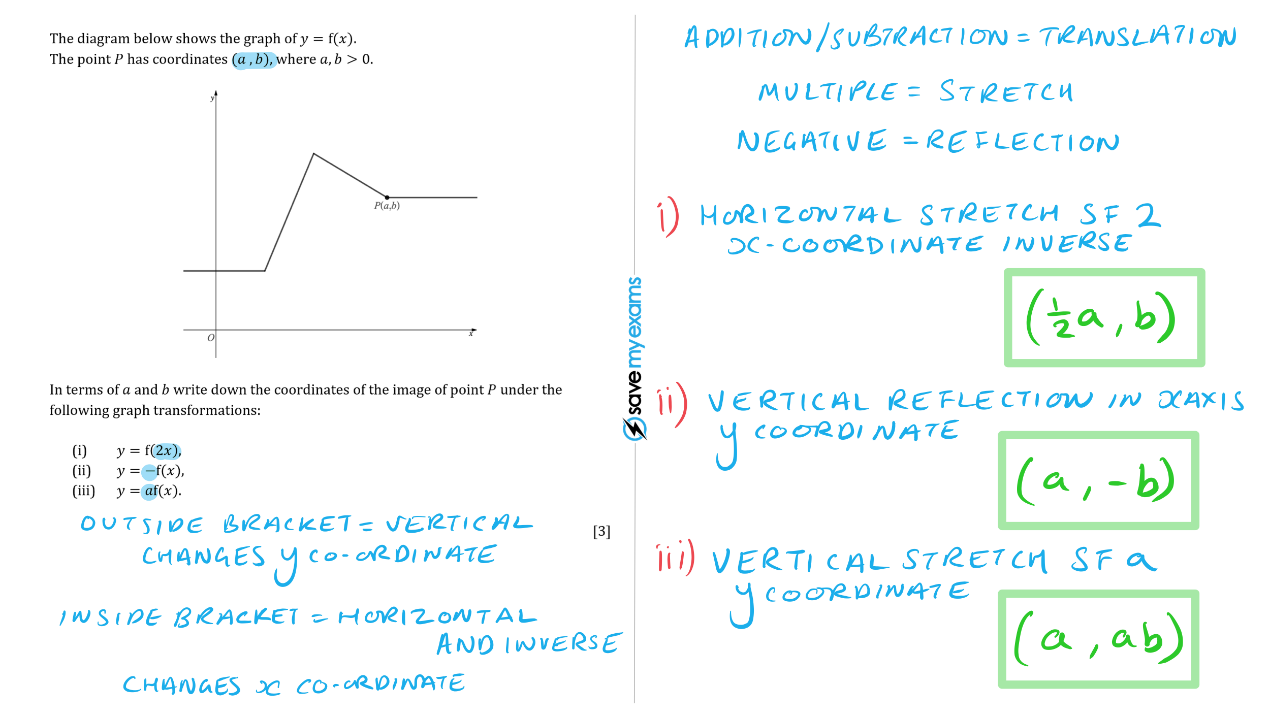 The diagram below shows the graph of y = f(x).
The point P has coordinates (a , b), where a, b > 0.
y
P(a,b)
O
x
In terms of a and b write down the coordinates of the image of point P under the
following graph transformations:
(i) y = f(2x),
(ii) y = −f(x),
(iii) y = af(x).
[3]
OUTSIDE BRACKET = VERTICAL
CHANGES y CO-ORDINATE
INSIDE BRACKET = HORIZONTAL
AND INVERSE
CHANGES x CO-ORDINATE
savemyexams
ADDITION/SUBTRACTION = TRANSLATION
MULTIPLE = STRETCH
NEGATIVE = REFLECTION
i) HORIZONTAL STRETCH SF 2
x-COORDINATE INVERSE
(½a , b)
ii) VERTICAL REFLECTION IN x AXIS
y COORDINATE
(a , -b)
iii) VERTICAL STRETCH SF a
y COORDINATE
(a , ab)